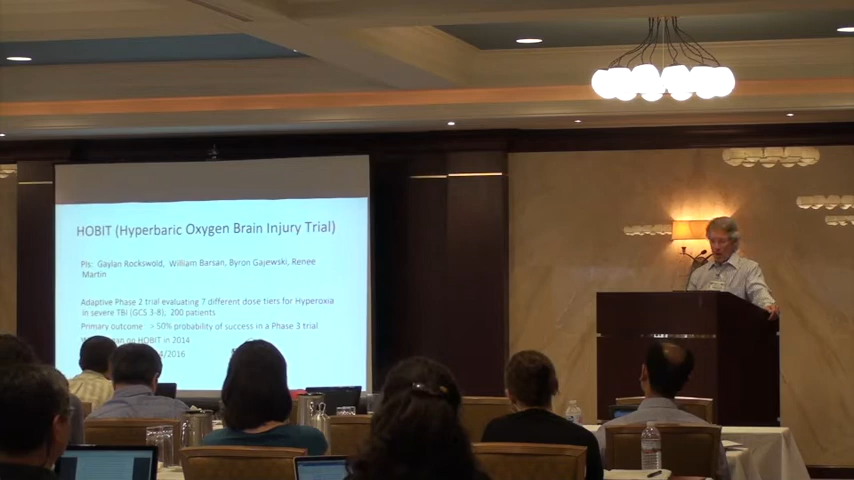 HOBIT (Hyperbaric Oxygen Brain Injury Trial)
PIs: Gaylan Rockswold, William Barsan, Byron Gajewski, Renee
Martin
Adaptive Phase 2 trial evaluating 7 different dose tiers for Hyperoxia
in severe TBI (GCS 3-8); 200 patients
Primary outcome > 50% probability of success in a Phase 3 trial
on HOBIT in 2014
/2016